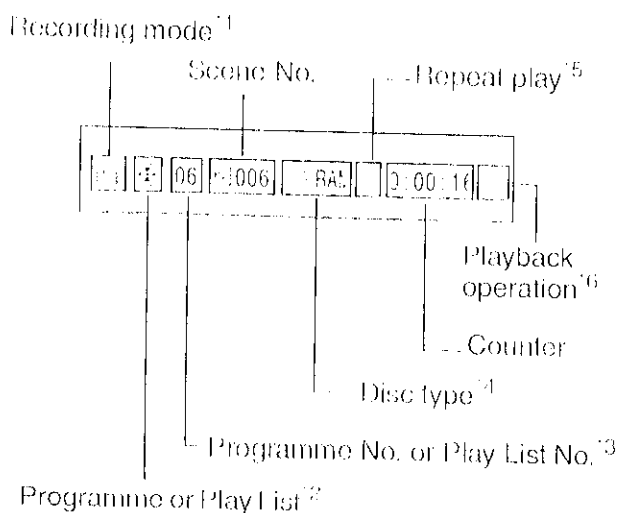 Recording mode*1
Scene No.
Repeat play*5
06 006 RAM 0:00:16
Playback
operation*6
Counter
Disc type*4
Programme No. or Play List No.*3
Programme or Play List*2